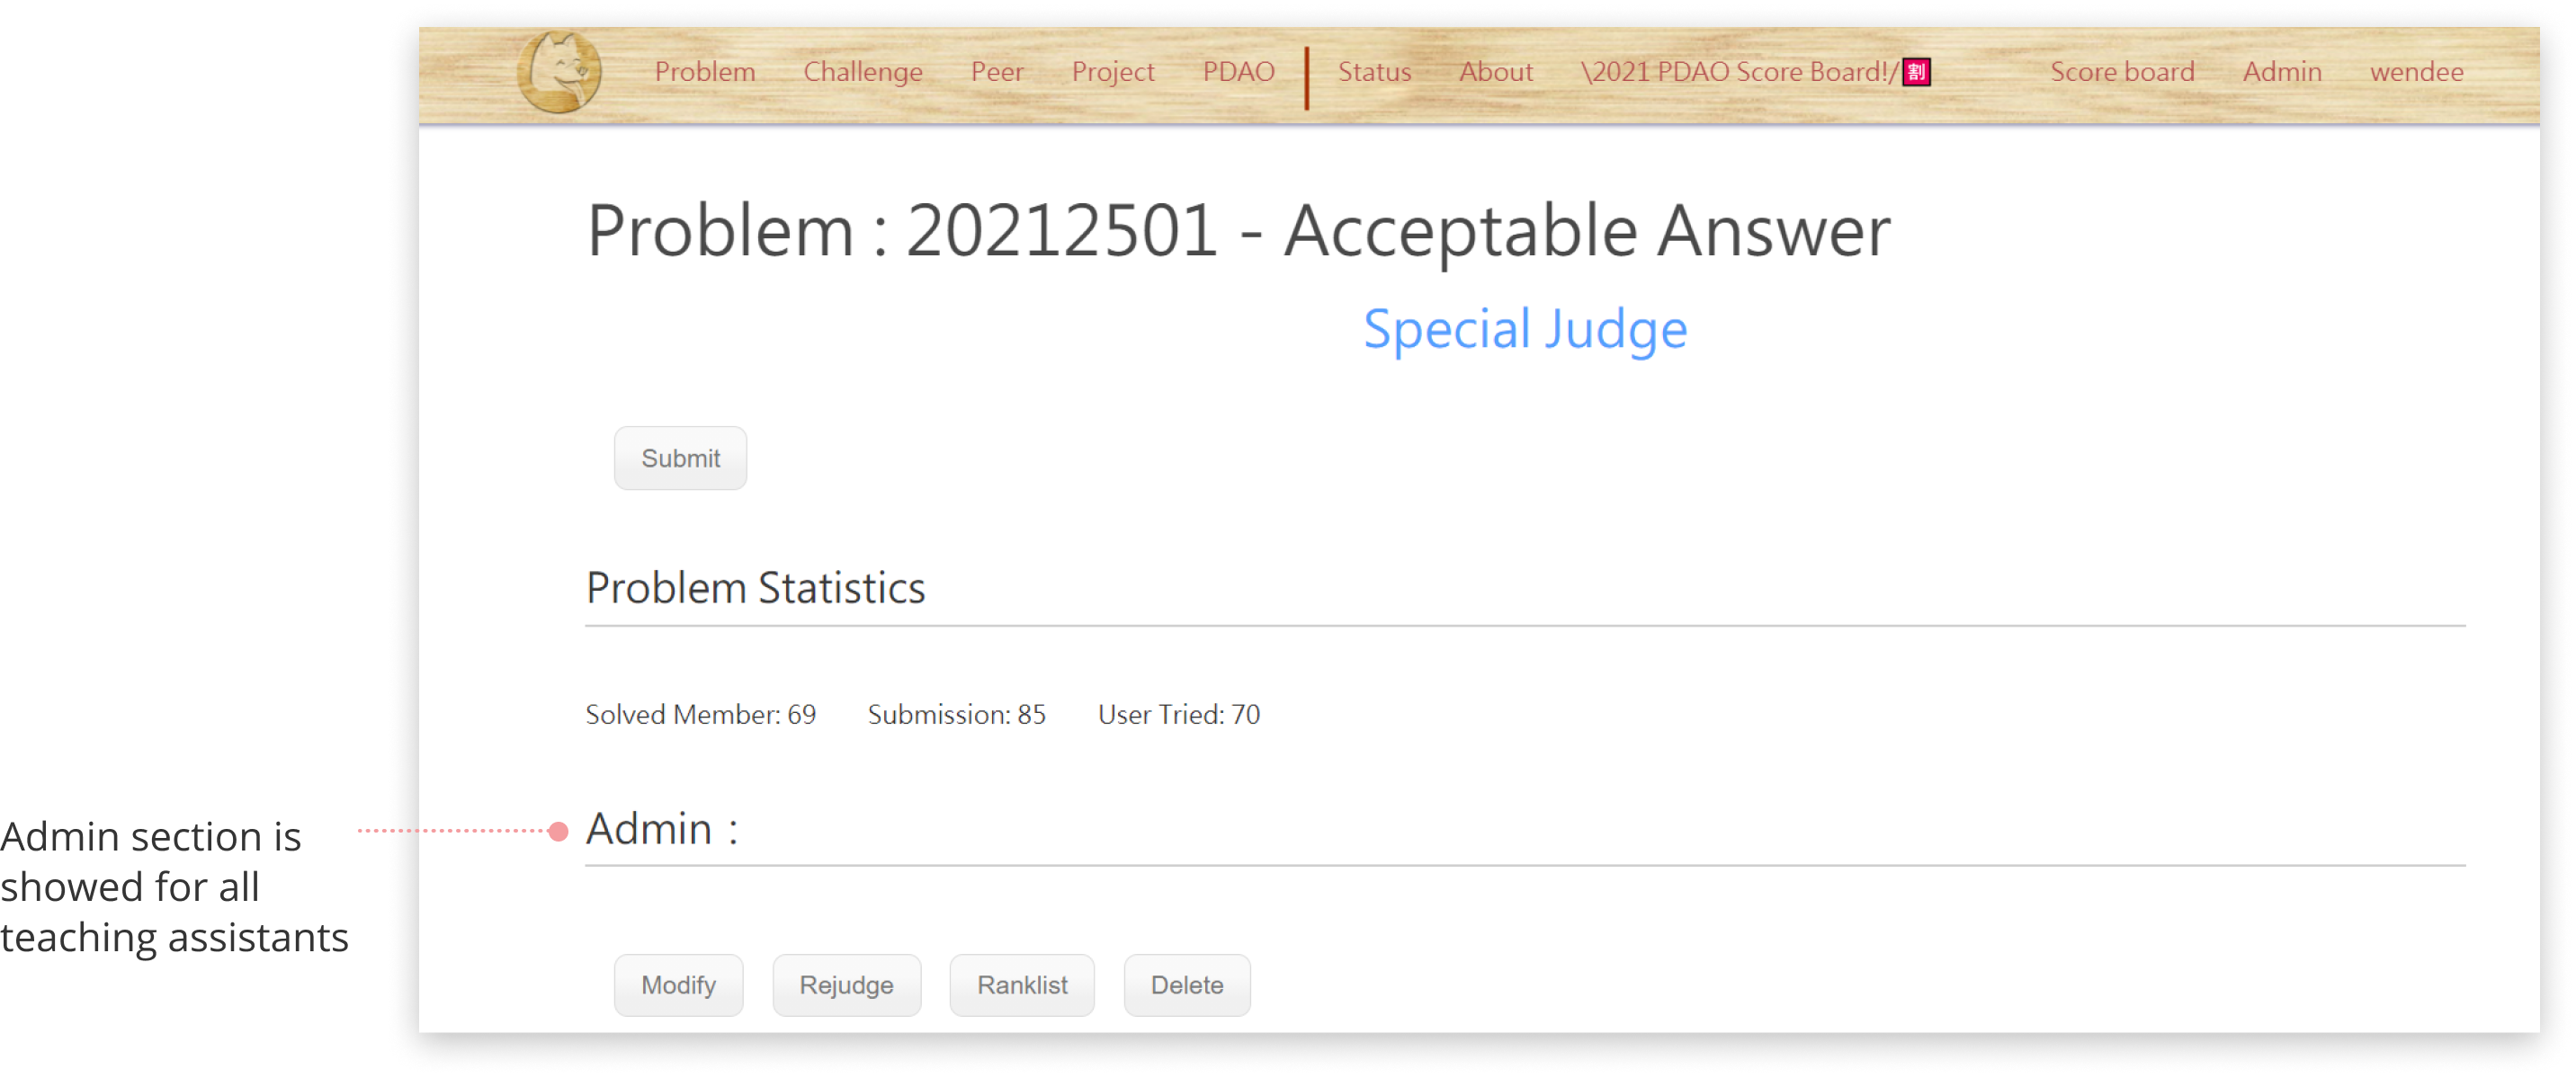 Problem Challenge Peer Project PDAO Status About \2021 PDAO Score Board!/割 Score board Admin wendee
Problem : 20212501 - Acceptable Answer
Special Judge
Submit
Problem Statistics
Solved Member: 69 Submission: 85 User Tried: 70
Admin section is
showed for all
teaching assistants
Admin :
Modify Rejudge Ranklist Delete